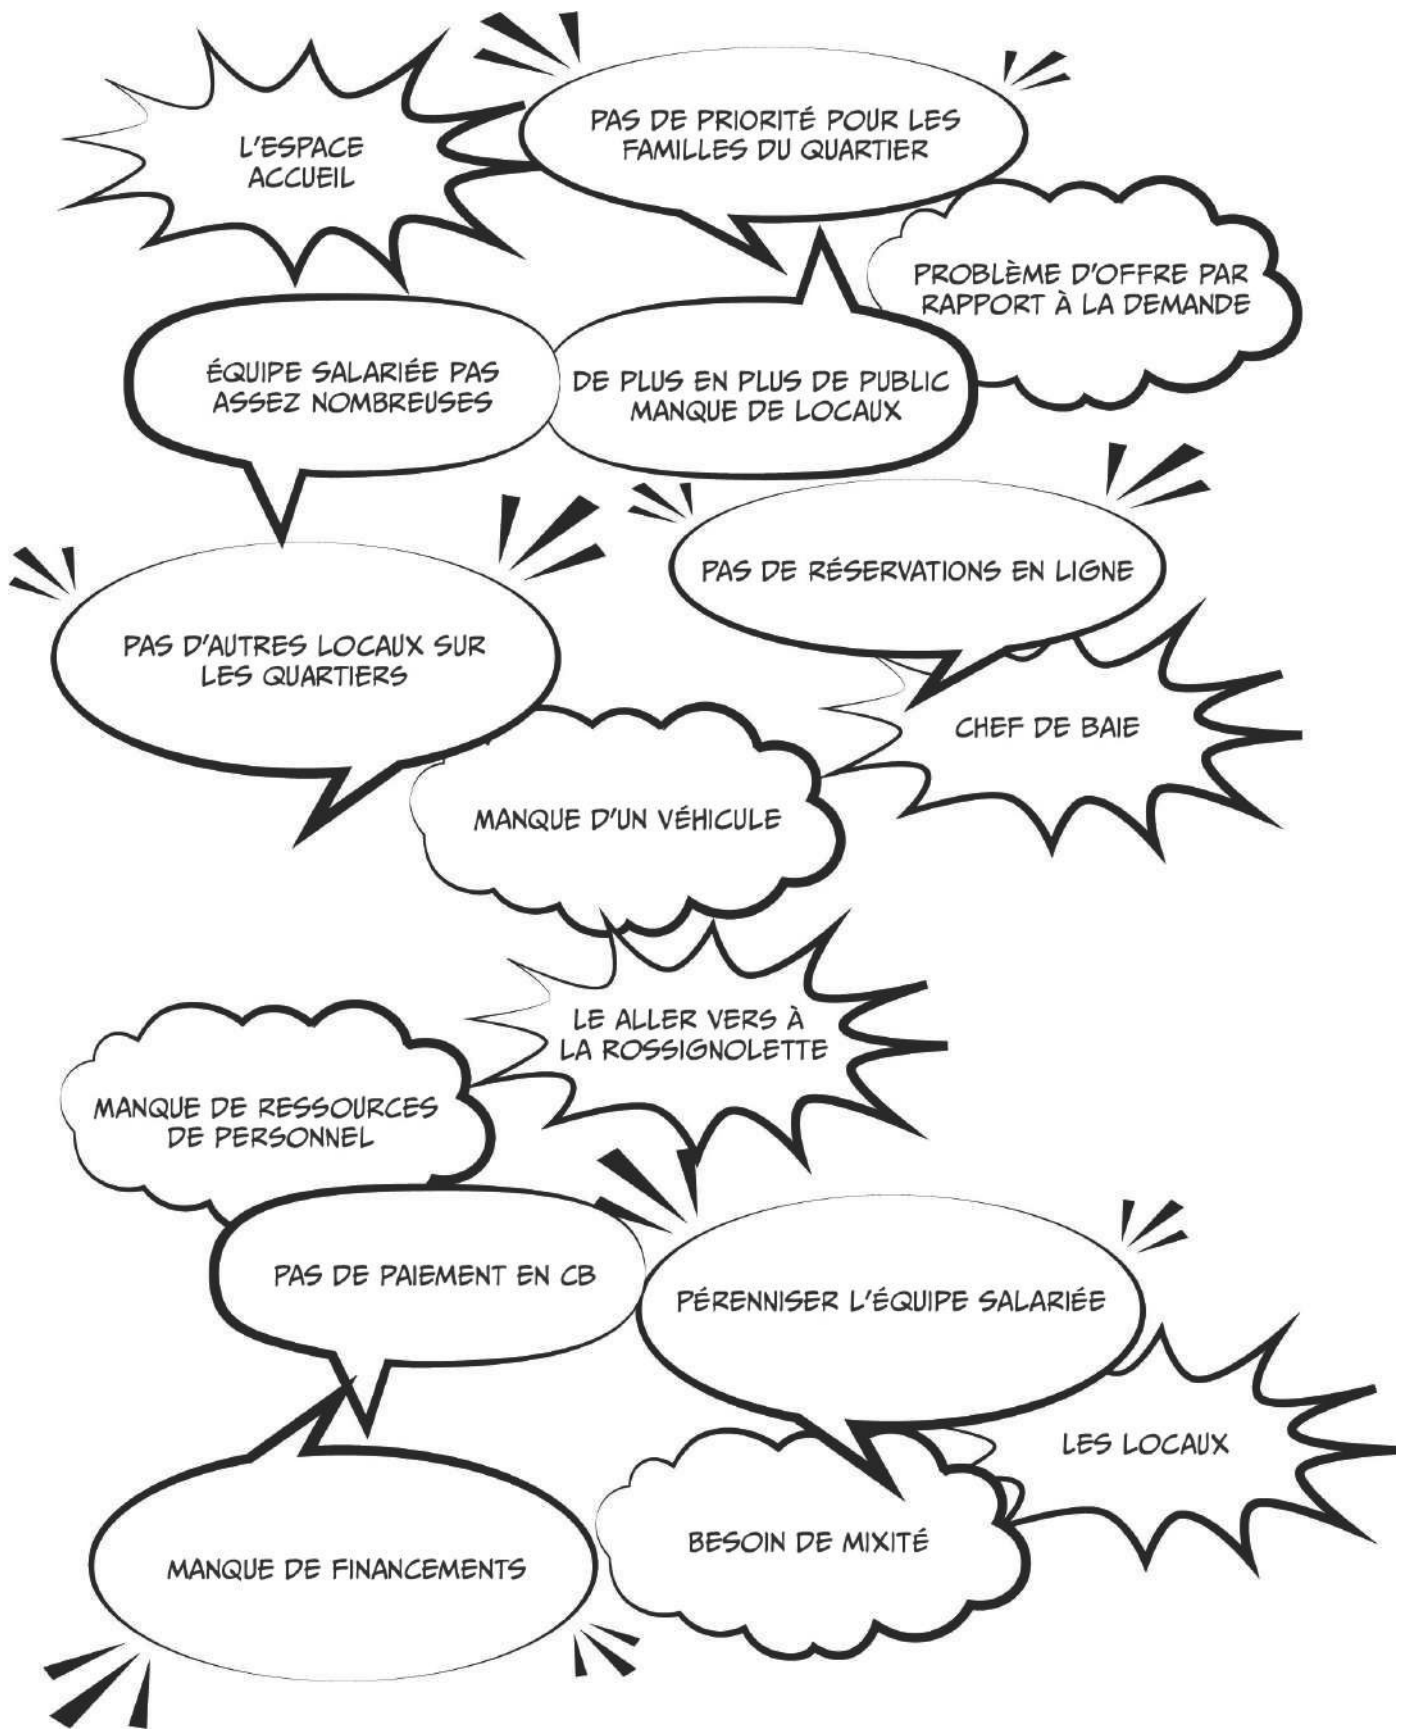 L'ESPACE
ACCUEIL
PAS DE PRIORITÉ POUR LES
FAMILLES DU QUARTIER
PROBLÈME D'OFFRE PAR
RAPPORT À LA DEMANDE
ÉQUIPE SALARIÉE PAS
ASSEZ NOMBREUSES
DE PLUS EN PLUS DE PUBLIC
MANQUE DE LOCAUX
PAS DE RÉSERVATIONS EN LIGNE
PAS D'AUTRES LOCAUX SUR
LES QUARTIERS
CHEF DE BAIE
MANQUE D'UN VÉHICULE
LE ALLER VERS À
LA ROSSIGNOLETTE
MANQUE DE RESSOURCES
DE PERSONNEL
PAS DE PAIEMENT EN CB
PÉRENNISER L'ÉQUIPE SALARIÉE
LES LOCAUX
BESOIN DE MIXITÉ
MANQUE DE FINANCEMENTS